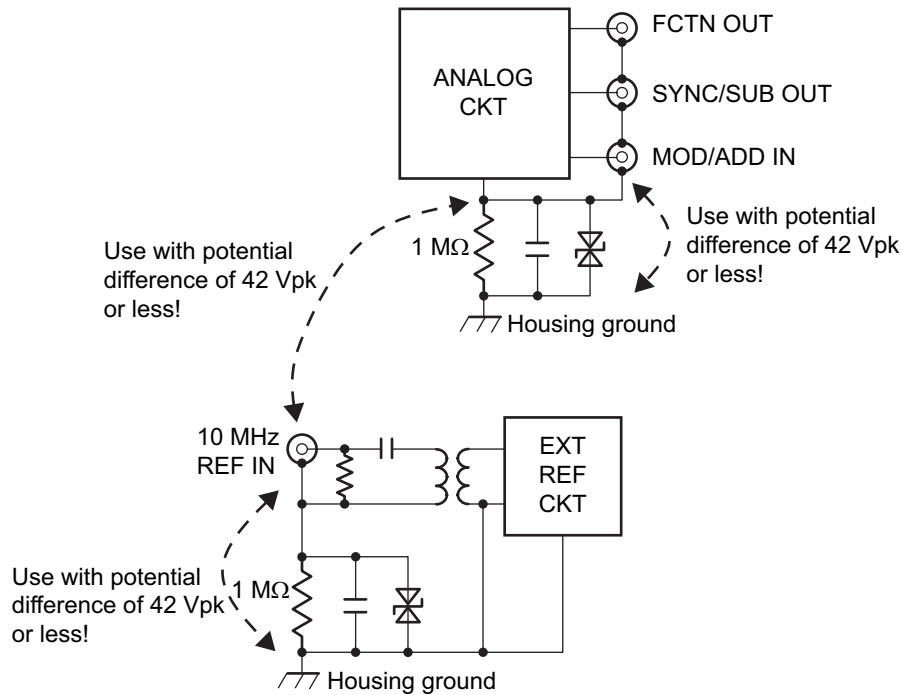 ANALOG
CKT
FCTN OUT
SYNC/SUB OUT
MOD/ADD IN
Use with potential
difference of 42 Vpk
or less!
1 MΩ
Use with potential
difference of 42 Vpk
or less!
Housing ground
10 MHz
REF IN
EXT
REF
CKT
Use with potential
difference of 42 Vpk
or less!
1 MΩ
Housing ground